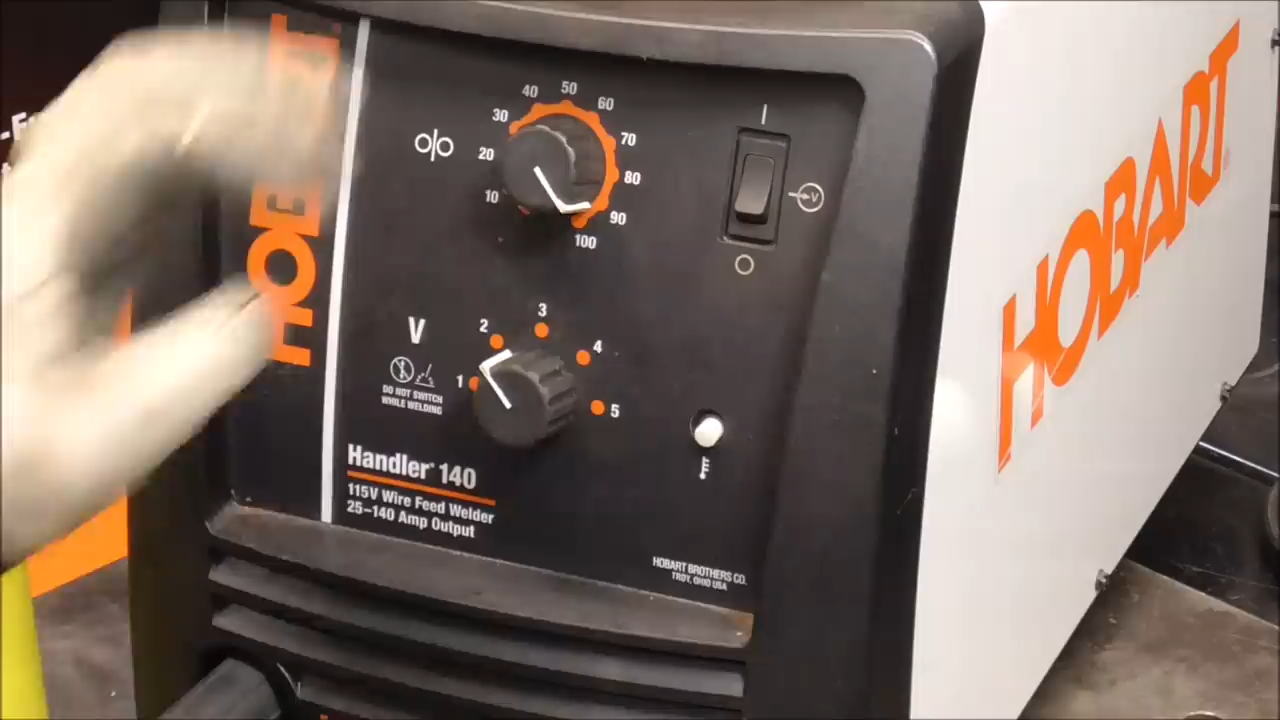 HOBART
40
50
60
30
70
20
80
10
90
100
V
3
2
4
1
5
V
DO NOT SWITCH
WHILE WELDING
Handler® 140
115V Wire Feed Welder
25-140 Amp Output
HOBART BROTHERS CO.
TROY, OHIO USA
HOBART